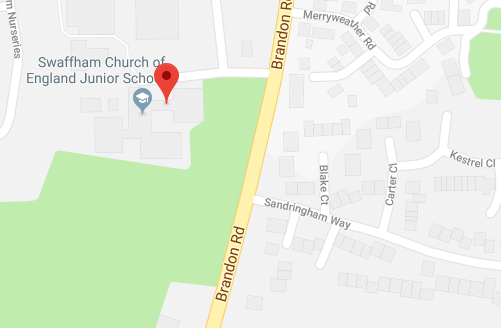 Brandon Rd
Merryweather Rd
Rd
m Nurseries
Swaffham Church of
England Junior Schoo
Kestrel Cl
Blake Ct
Carter Cl
Sandringham Way
Brandon Rd